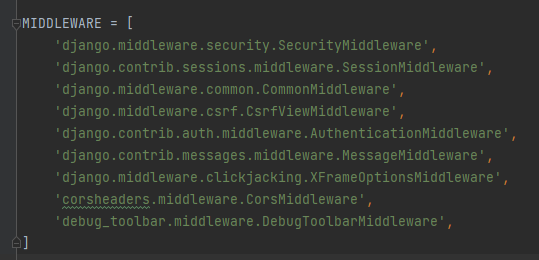 MIDDLEWARE = [
    'django.middleware.security.SecurityMiddleware',
    'django.contrib.sessions.middleware.SessionMiddleware',
    'django.middleware.common.CommonMiddleware',
    'django.middleware.csrf.CsrfViewMiddleware',
    'django.contrib.auth.middleware.AuthenticationMiddleware',
    'django.contrib.messages.middleware.MessageMiddleware',
    'django.middleware.clickjacking.XFrameOptionsMiddleware',
    'corsheaders.middleware.CorsMiddleware',
    'debug_toolbar.middleware.DebugToolbarMiddleware',
]